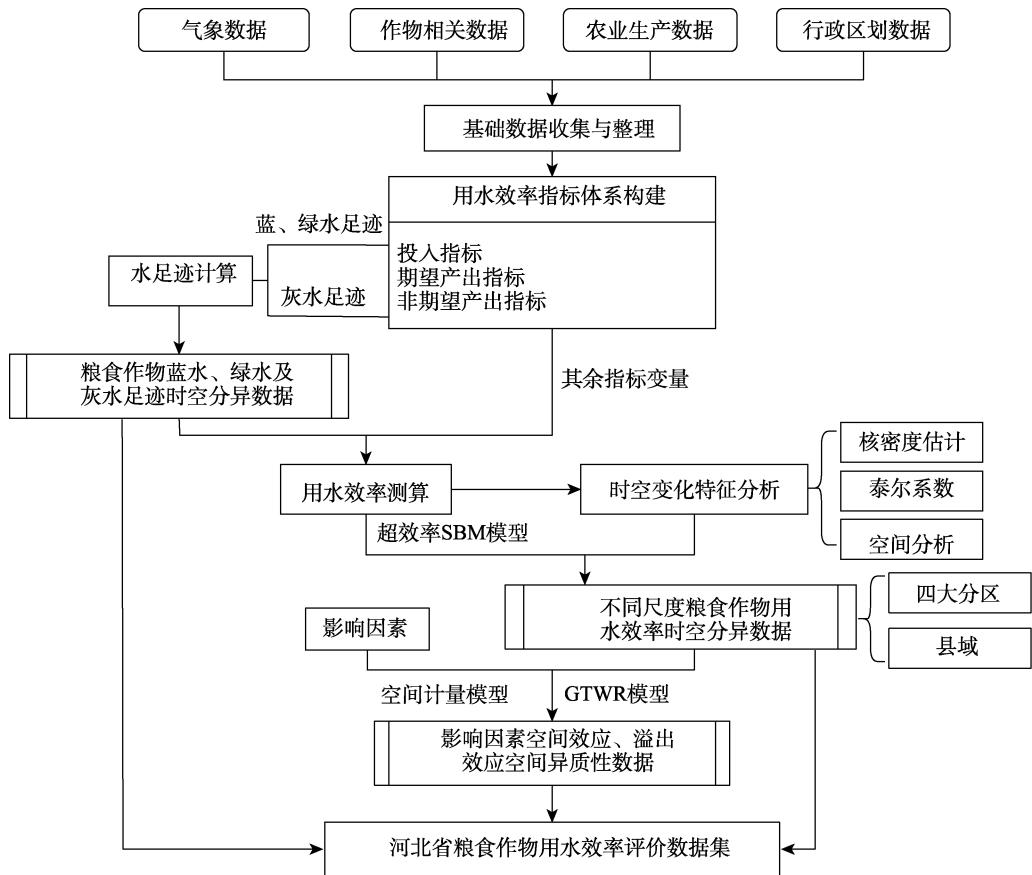 气象数据
作物相关数据
农业生产数据
行政区划数据
基础数据收集与整理
用水效率指标体系构建
蓝、绿水足迹
投入指标
期望产出指标
非期望产出指标
水足迹计算
灰水足迹
粮食作物蓝水、绿水及
灰水足迹时空分异数据
其余指标变量
核密度估计
用水效率测算
时空变化特征分析
泰尔系数
超效率SBM模型
空间分析
不同尺度粮食作物用
水效率时空分异数据
四大分区
影响因素
县域
空间计量模型
GTWR模型
影响因素空间效应、溢出
效应空间异质性数据
河北省粮食作物用水效率评价数据集